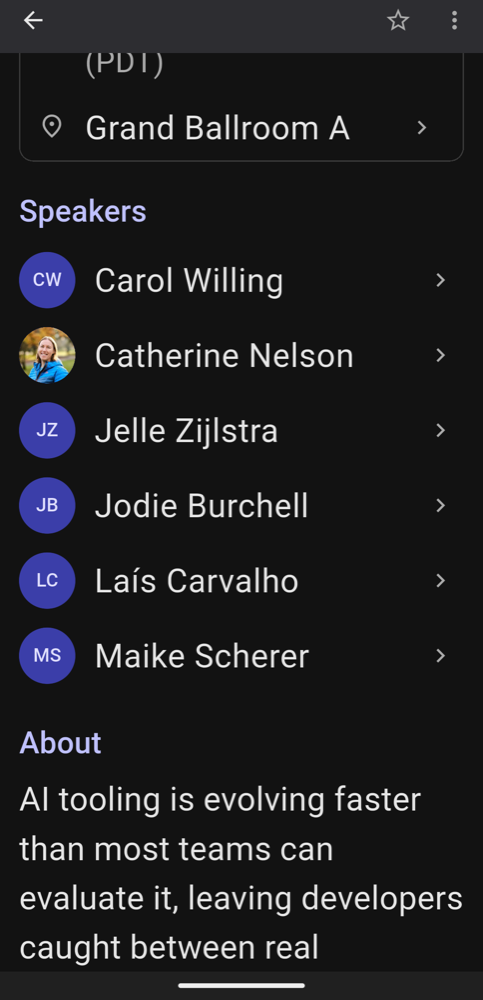 (PDT)
Grand Ballroom A
Speakers
CW Carol Willing
Catherine Nelson
JZ Jelle Zijlstra
JB Jodie Burchell
LC Laís Carvalho
MS Maike Scherer
About
AI tooling is evolving faster
than most teams can
evaluate it, leaving developers
caught between real